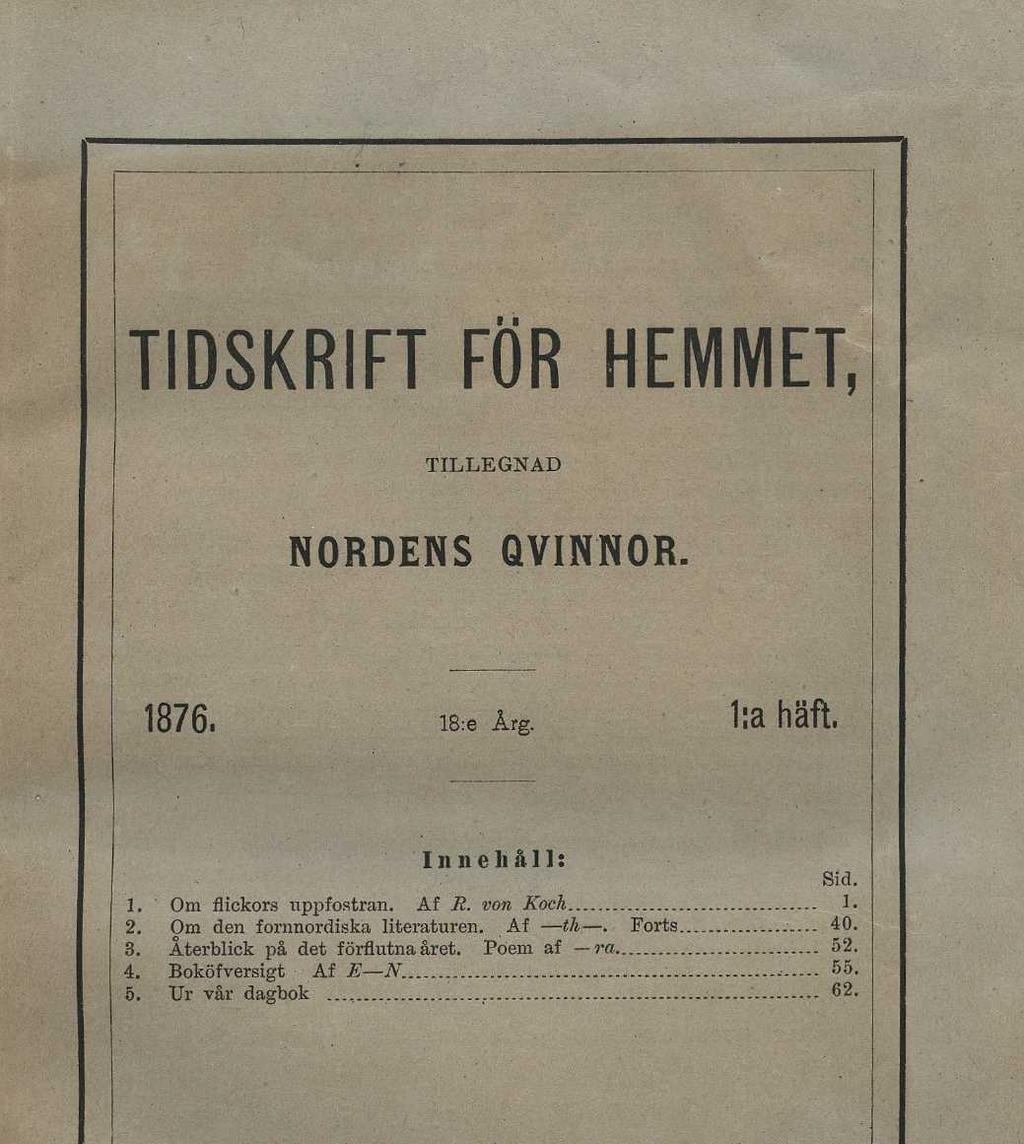 TIDSKRIFT FÖR HEMMET,
TILLEGNAD
NORDENS QVINNOR.
1876. 18:e Årg. 1:a häft.
Innehåll:
Sid.
1. Om flickors uppfostran. Af R. von Koch 1.
2. Om den fornnordiska literaturen. Af —th—. Forts. 40.
3. Återblick på det förflutna året. Poem af —ra. 52.
4. Boköfversigt Af E—N. 55.
5. Ur vår dagbok 62.